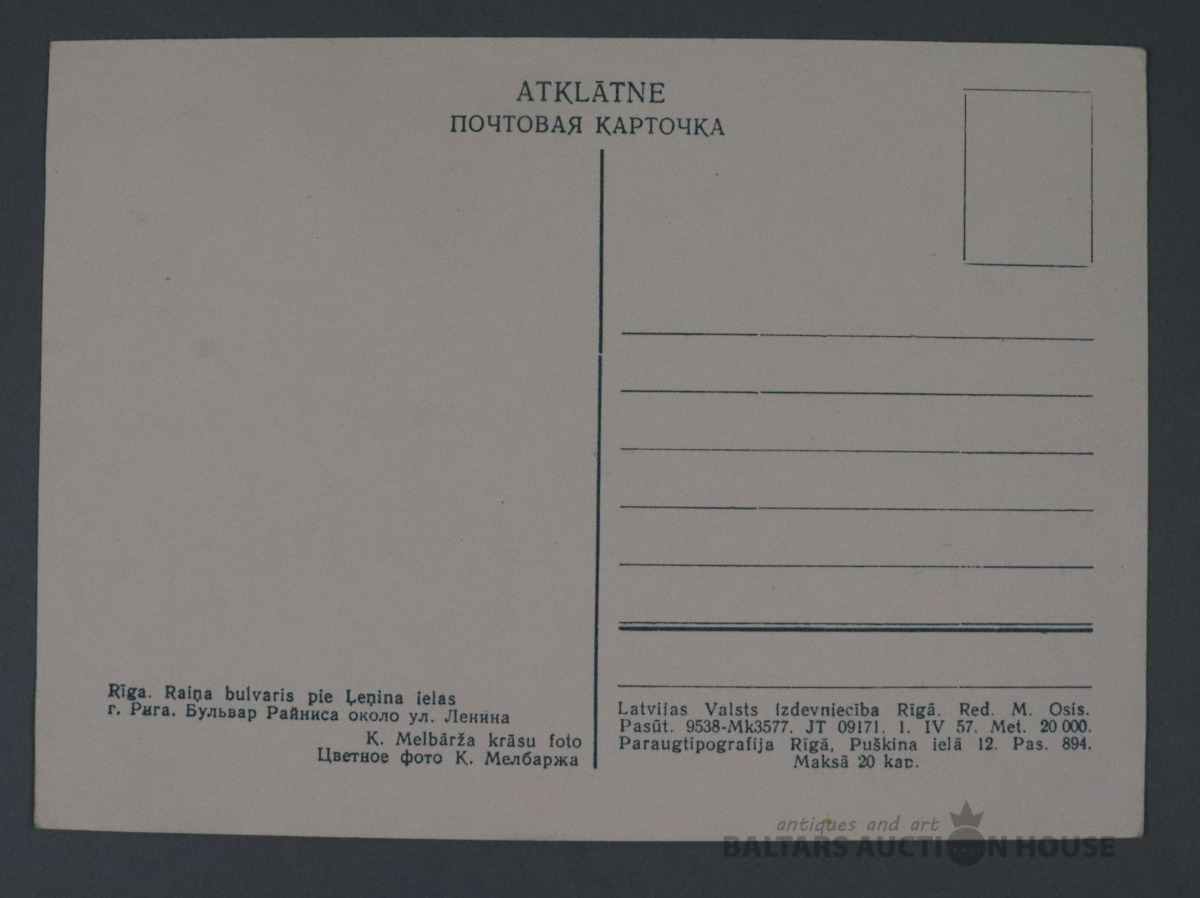 ATĶLĀTNE
ПОЧТОВАЯ ҚАРТОЧҚА
Rīga. Raiņa bulvaris pie Ļeņina ielas
г. Рига. Бульвар Райниса около ул. Ленина
K. Melbārža krāsu foto
Цветное фото К. Мелбаржа
Latvijas Valsts izdevniecība Rīgā. Red. M. Osis.
Pasūt. 9538-Mk3577. JT 09171. 1. IV 57. Met. 20 000.
Paraugtipografija Rīgā, Puškina ielā 12. Pas. 894.
Maksā 20 kap.
antiques and art
BALTARS AUCTION HOUSE